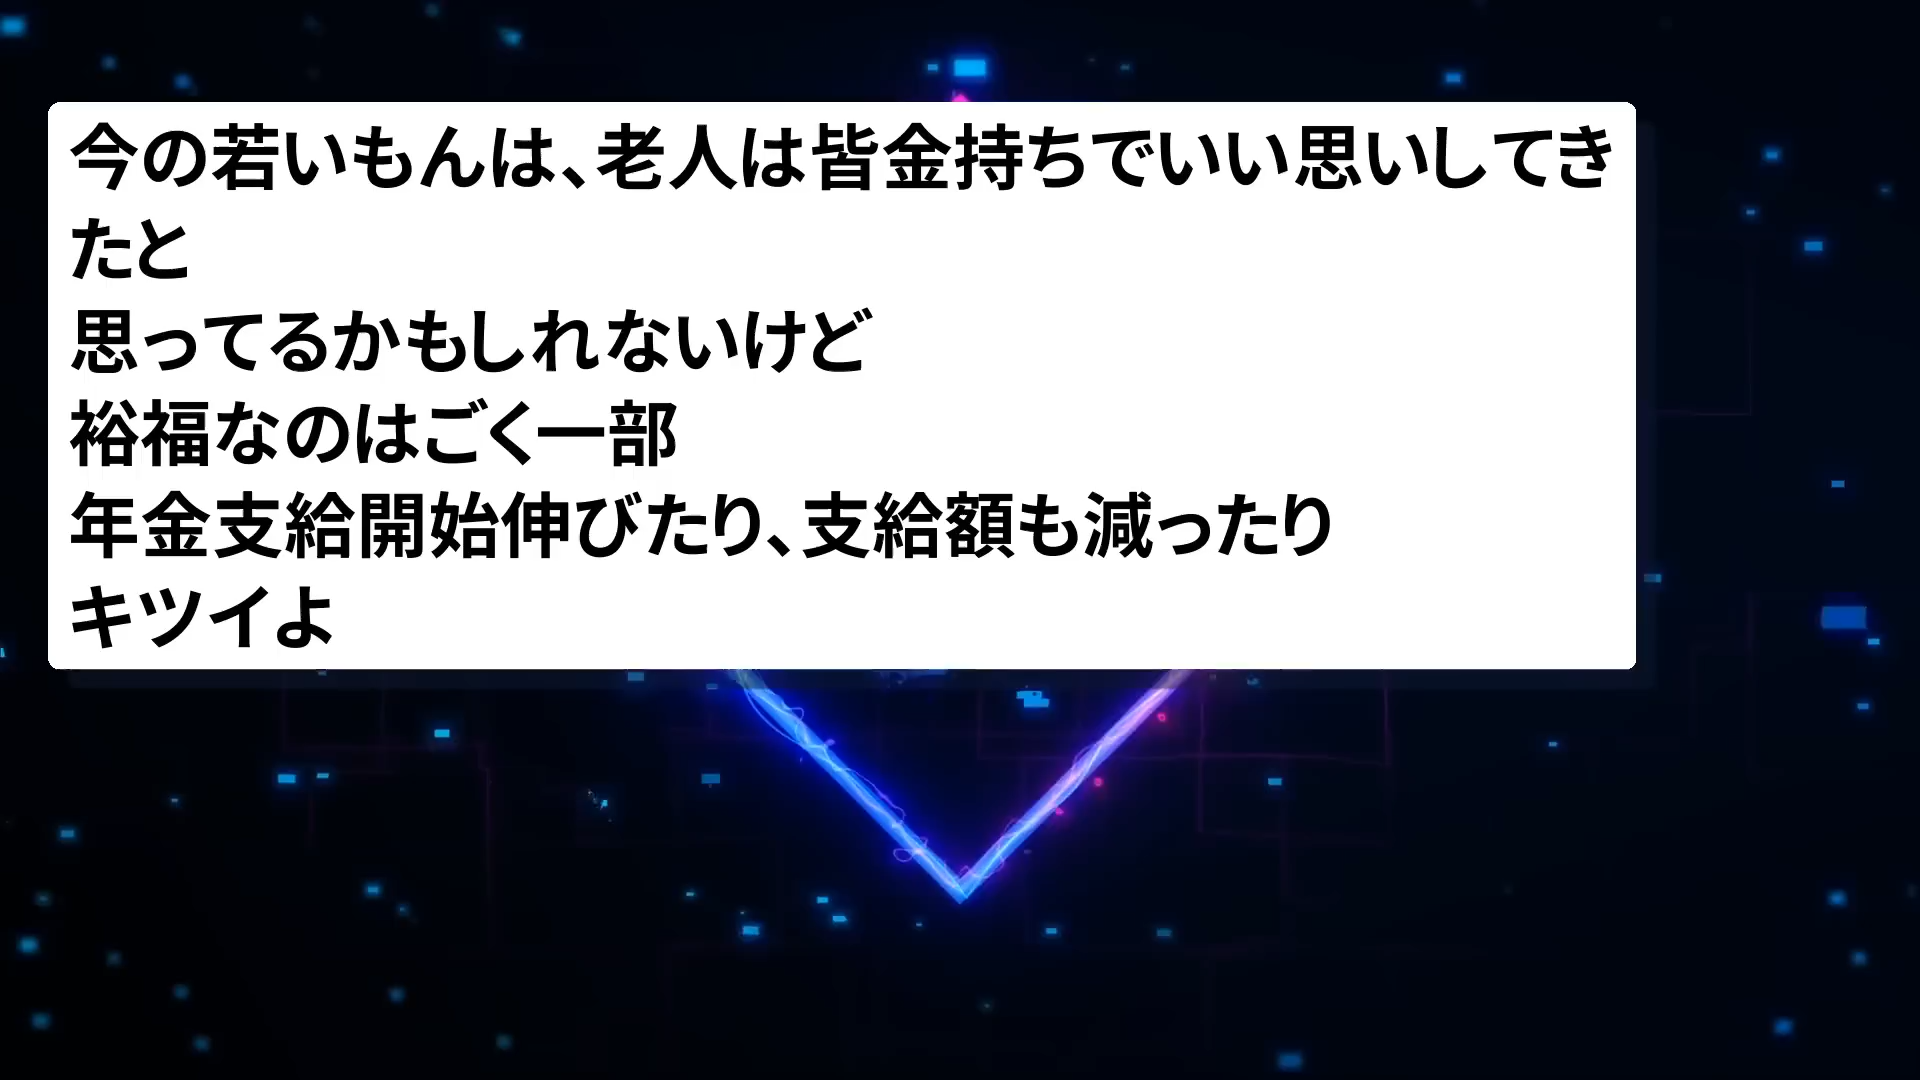 今の若いもんは、老人は皆金持ちでいい思いしてき
たと
思ってるかもしれないけど
裕福なのはごく一部
年金支給開始伸びたり、支給額も減ったり
キツイよ